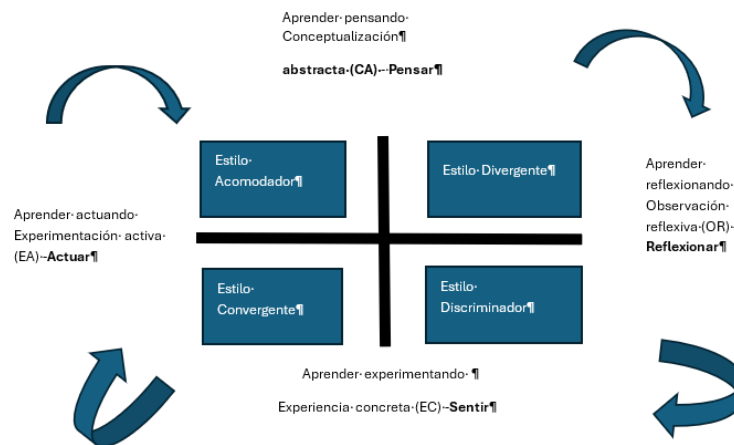 Aprender pensando
Conceptualización¶
abstracta (CA) – Pensar¶
Estilo
Acomodador¶
Estilo Divergente¶
Aprender
reflexionando
Observación
reflexiva (OR) -
Reflexionar¶
Aprender actuando
Experimentación activa
(EA) -Actuar¶
Estilo
Convergente¶
Estilo
Discriminador¶
Aprender experimentando ¶
Experiencia concreta (EC) -Sentir¶